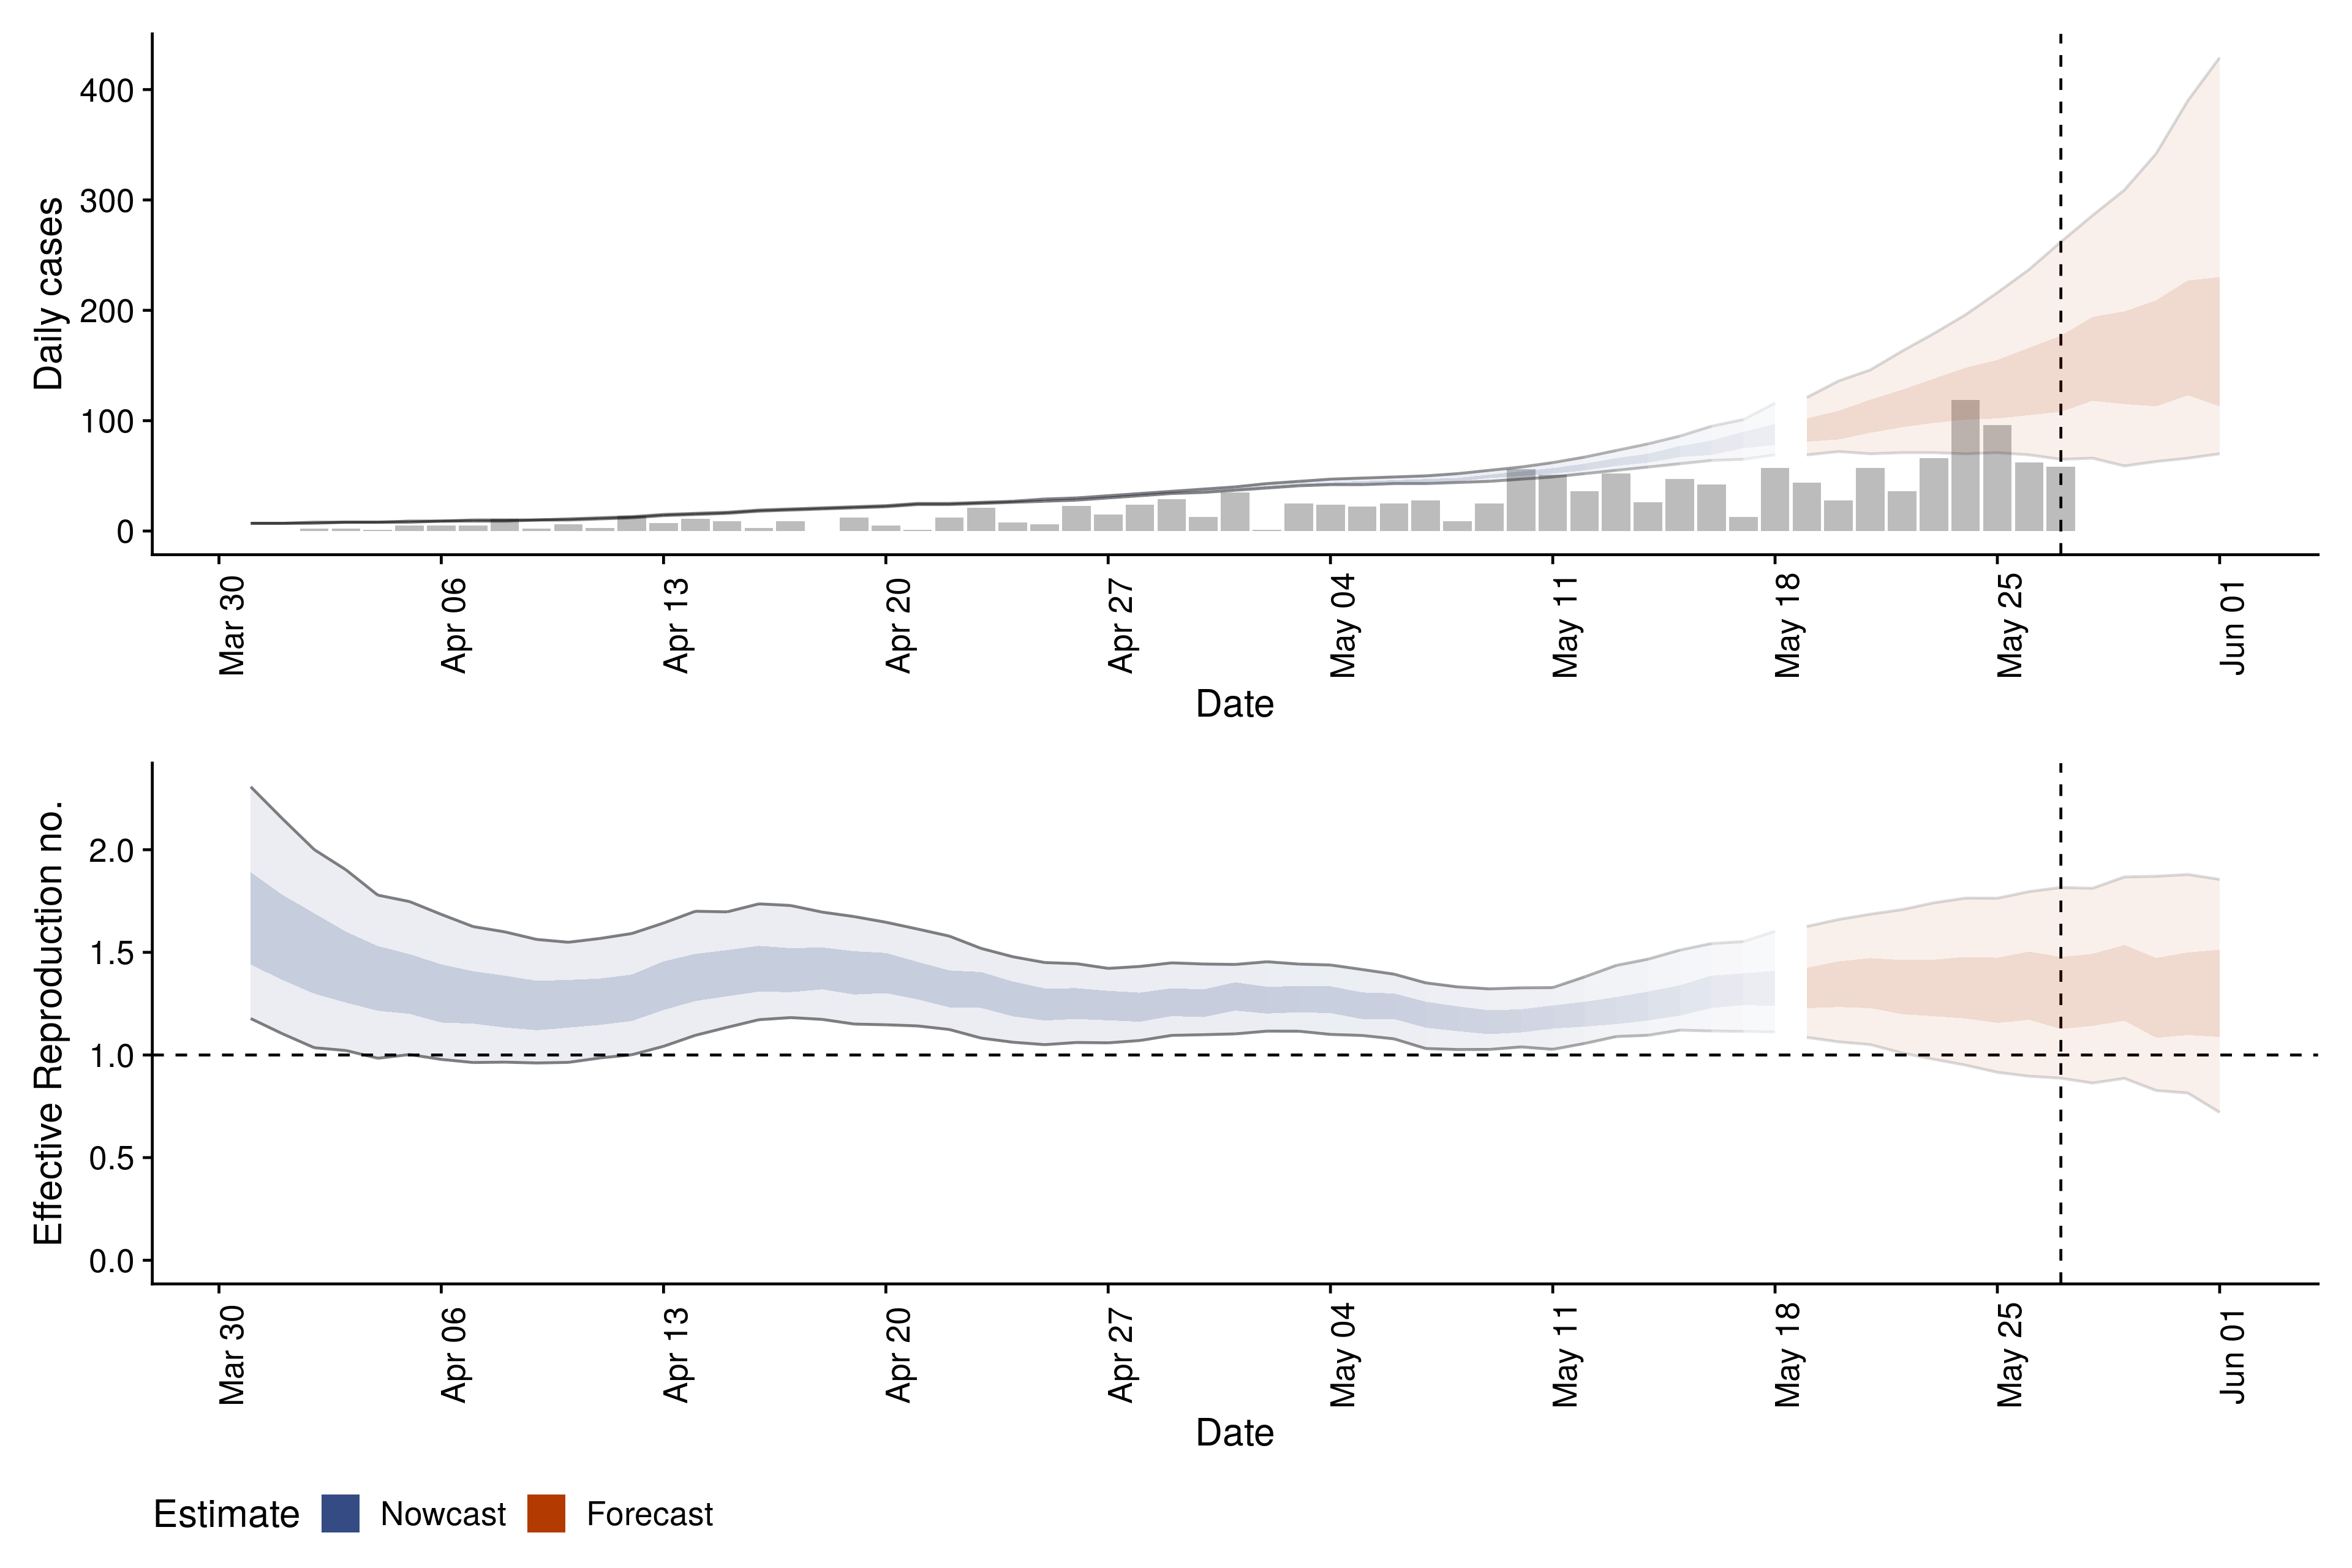 Daily cases
400
300
200
100
0
Mar 30
Apr 06
Apr 13
Apr 20
Apr 27
May 04
May 11
May 18
May 25
Jun 01
Date
Effective Reproduction no.
2.0
1.5
1.0
0.5
0.0
Mar 30
Apr 06
Apr 13
Apr 20
Apr 27
May 04
May 11
May 18
May 25
Jun 01
Date
Estimate Nowcast Forecast